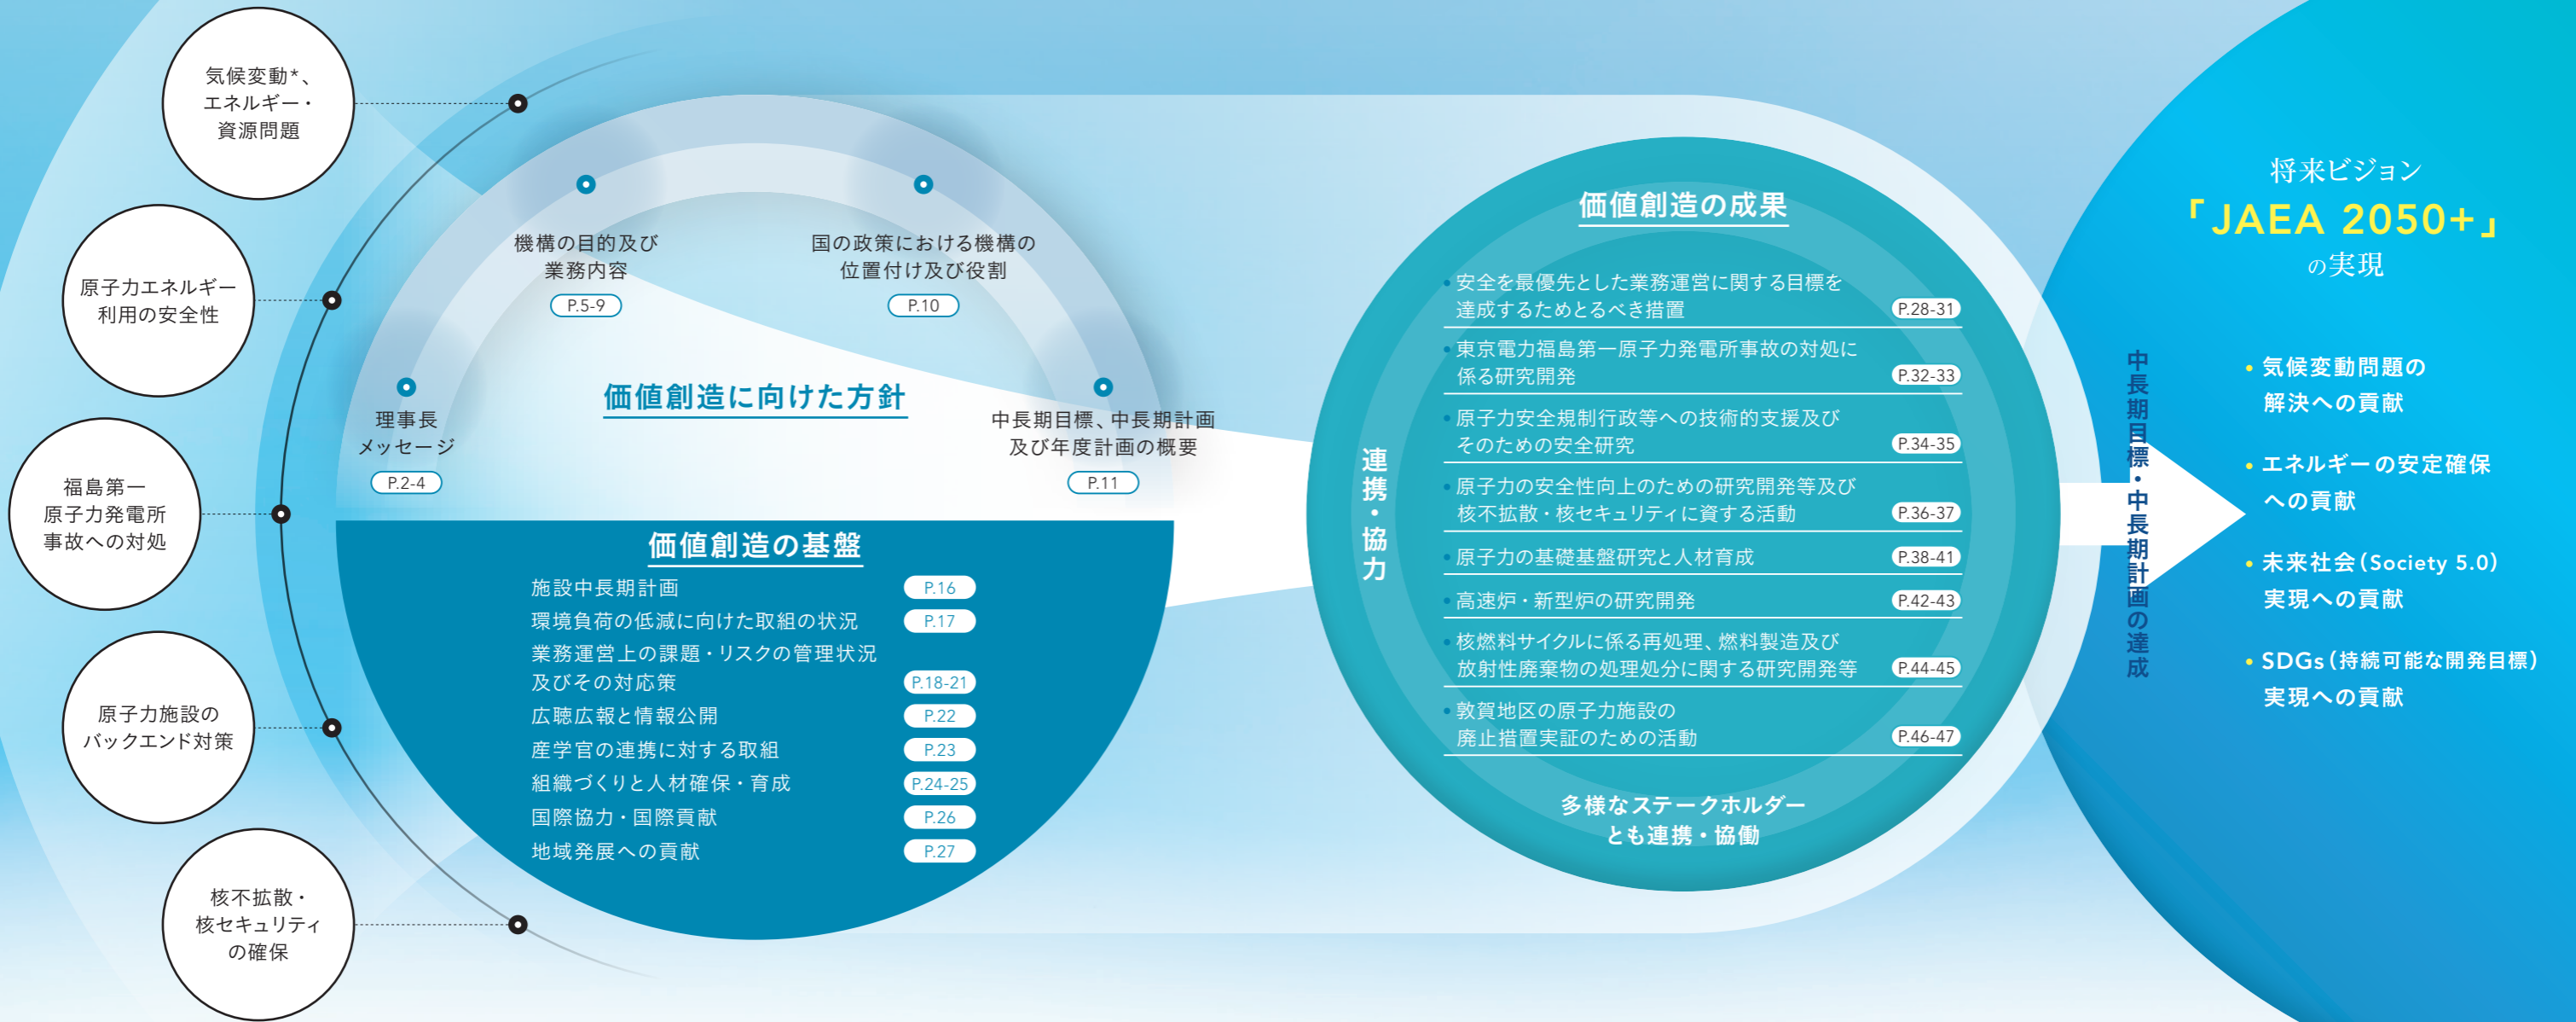 気候変動*、
エネルギー・
資源問題
原子力エネルギー
利用の安全性
福島第一
原子力発電所
事故への対処
原子力施設の
バックエンド対策
核不拡散・
核セキュリティ
の確保
理事長
メッセージ
P.2-4
機構の目的及び
業務内容
P.5-9
国の政策における機構の
位置付け及び役割
P.10
中長期目標、中長期計画
及び年度計画の概要
P.11
価値創造に向けた方針
価値創造の基盤
施設中長期計画 P.16
環境負荷の低減に向けた取組の状況 P.17
業務運営上の課題・リスクの管理状況
及びその対応策 P.18-21
広聴広報と情報公開 P.22
産学官の連携に対する取組 P.23
組織づくりと人材確保・育成 P.24-25
国際協力・国際貢献 P.26
地域発展への貢献 P.27
連携・協力
価値創造の成果
• 安全を最優先とした業務運営に関する目標を
達成するためとるべき措置 P.28-31
• 東京電力福島第一原子力発電所事故の対処に
係る研究開発 P.32-33
• 原子力安全規制行政等への技術的支援及び
そのための安全研究 P.34-35
• 原子力の安全性向上のための研究開発等及び
核不拡散・核セキュリティに資する活動 P.36-37
• 原子力の基礎基盤研究と人材育成 P.38-41
• 高速炉・新型炉の研究開発 P.42-43
• 核燃料サイクルに係る再処理、燃料製造及び
放射性廃棄物の処理処分に関する研究開発等 P.44-45
• 敦賀地区の原子力施設の
廃止措置実証のための活動 P.46-47
多様なステークホルダー
とも連携・協働
中長期目標・中長期計画の達成
将来ビジョン
「JAEA 2050+」
の実現
• 気候変動問題の
解決への貢献
• エネルギーの安定確保
への貢献
• 未来社会(Society 5.0)
実現への貢献
• SDGs(持続可能な開発目標)
実現への貢献